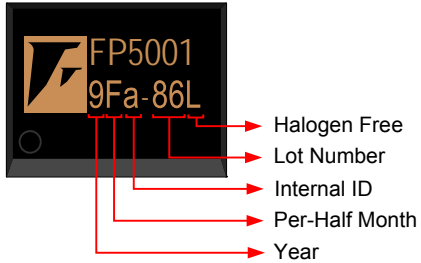 FP5001
9Fa-86L
Halogen Free
Lot Number
Internal ID
Per-Half Month
Year